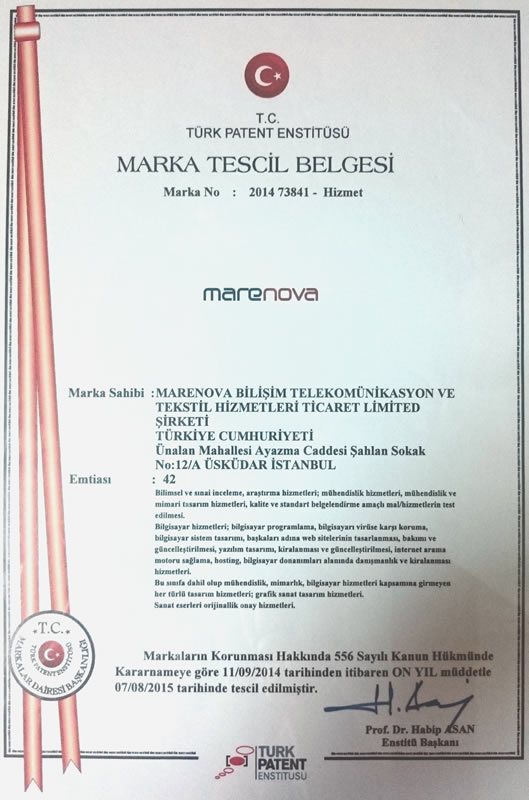 T.C.
TÜRK PATENT ENSTİTÜSÜ
MARKA TESCİL BELGESİ
Marka No : 2014 73841 - Hizmet
marenova
Marka Sahibi :MARENOVA BİLİŞİM TELEKOMÜNİKASYON VE
TEKSTİL HİZMETLERİ TİCARET LİMİTED
ŞİRKETİ
TÜRKİYE CUMHURİYETİ
Ünalan Mahallesi Ayazma Caddesi Şahlan Sokak
No:12/A ÜSKÜDAR İSTANBUL
Emtiası : 42
Bilimsel ve sınai inceleme, araştırma hizmetleri; mühendislik hizmetleri, mühendislik ve
mimari tasarım hizmetleri, kalite ve standart belgelendirme amaçlı mal/hizmetlerin test
edilmesi.
Bilgisayar hizmetleri; bilgisayar programlama, bilgisayarı virüse karşı koruma,
bilgisayar sistem tasarımı, başkaları adına web sitelerinin tasarlanması, bakımı ve
güncelleştirilmesi, yazılım tasarımı, kiralanması ve güncelleştirilmesi, internet arama
motoru sağlama, hosting, bilgisayar donanımları alanında danışmanlık ve kiralanması
hizmetleri.
Bu sınıfa dahil olup mühendislik, mimarlık, bilgisayar hizmetleri kapsamına girmeyen
her türlü tasarım hizmetleri; grafik sanat tasarım hizmetleri.
Sanat eserleri orijinallik onay hizmetleri.
T.C.
TÜRK PATENT ENSTİTÜSÜ
MARKALAR DAİRESİ BAŞKANLIĞI
Markaların Korunması Hakkında 556 Sayılı Kanun Hükmünde
Kararnameye göre 11/09/2014 tarihinden itibaren ON YIL müddetle
07/08/2015 tarihinde tescil edilmiştir.
Prof. Dr. Habip ASAN
Enstitü Başkanı
TÜRK
PATENT
ENSTİTÜSÜ